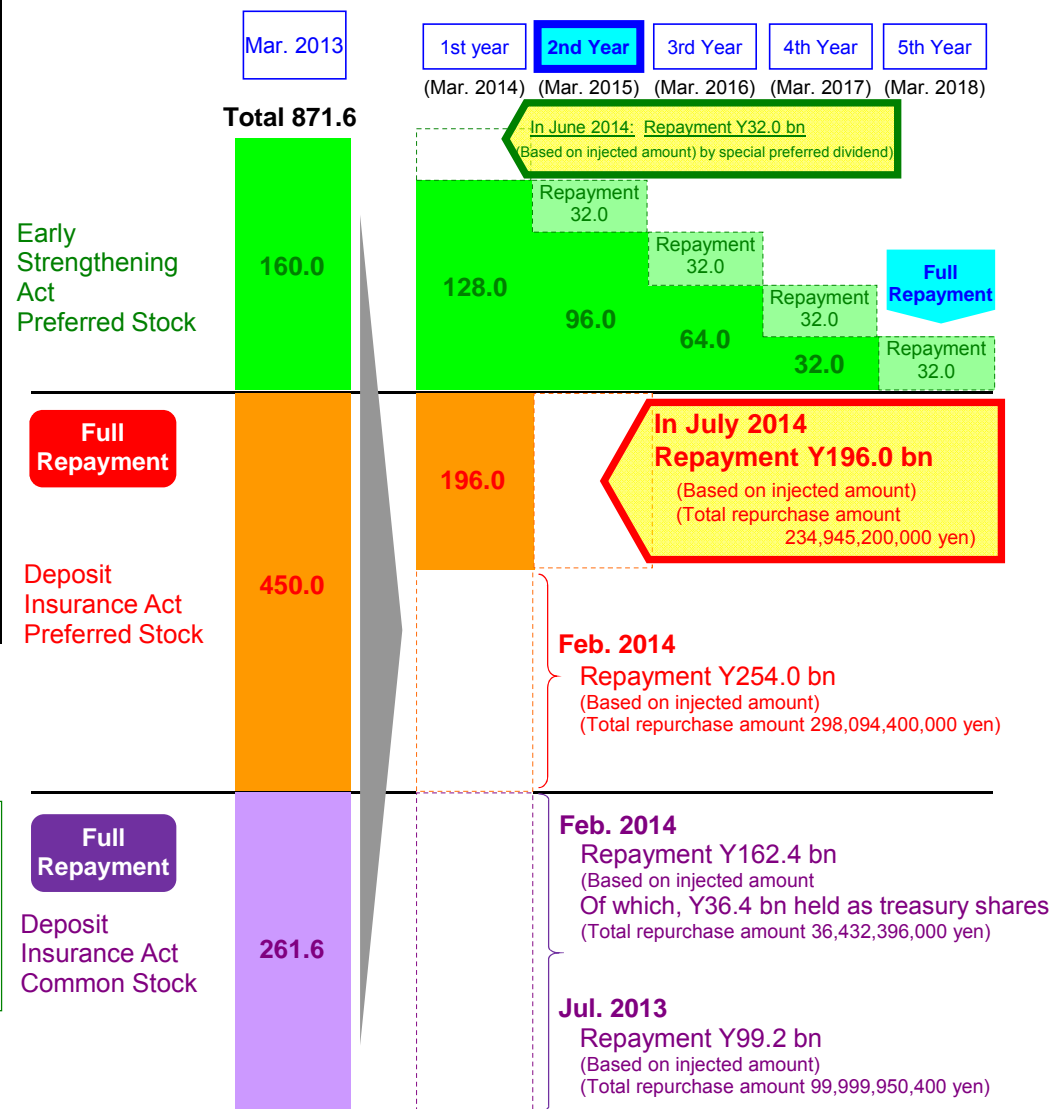 Mar. 2013
1st year
2nd Year
3rd Year
4th Year
5th Year
(Mar. 2014)
(Mar. 2015)
(Mar. 2016)
(Mar. 2017)
(Mar. 2018)
Total 871.6
In June 2014: Repayment Y32.0 bn
(Based on injected amount) by special preferred dividend)
Early
Strengthening
Act
Preferred Stock
160.0
128.0
Repayment
32.0
96.0
Repayment
32.0
64.0
Repayment
32.0
32.0
Full
Repayment
Repayment
32.0
Full
Repayment
Deposit
Insurance Act
Preferred Stock
450.0
196.0
In July 2014
Repayment Y196.0 bn
(Based on injected amount)
(Total repurchase amount
234,945,200,000 yen)
Feb. 2014
Repayment Y254.0 bn
(Based on injected amount)
(Total repurchase amount 298,094,400,000 yen)
Full
Repayment
Deposit
Insurance Act
Common Stock
261.6
Feb. 2014
Repayment Y162.4 bn
(Based on injected amount
Of which, Y36.4 bn held as treasury shares
(Total repurchase amount 36,432,396,000 yen)
Jul. 2013
Repayment Y99.2 bn
(Based on injected amount)
(Total repurchase amount 99,999,950,400 yen)